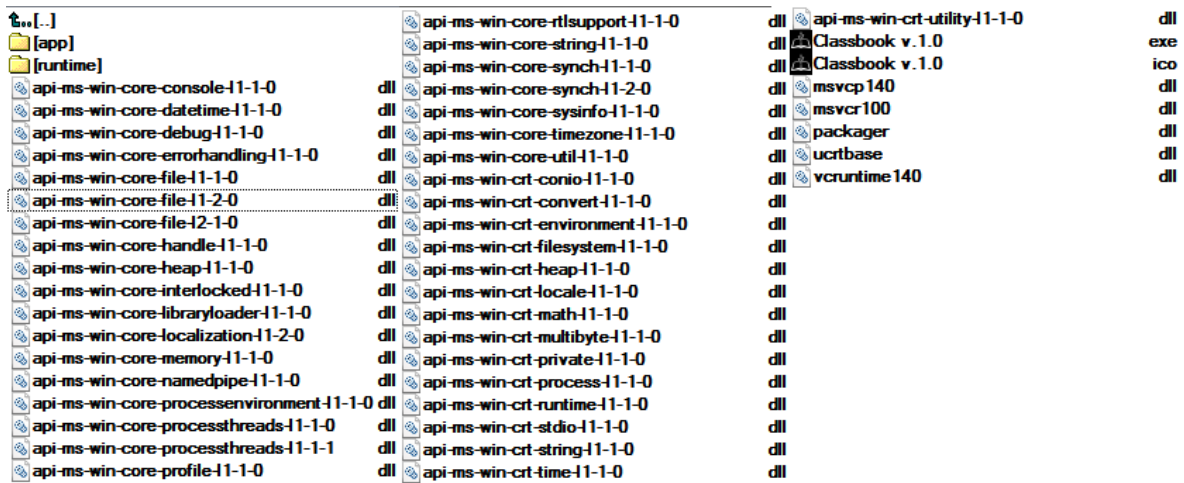 [..]
[app]
[runtime]
api-ms-win-core-console-l1-1-0 dll
api-ms-win-core-datetime-l1-1-0 dll
api-ms-win-core-debug-l1-1-0 dll
api-ms-win-core-errorhandling-l1-1-0 dll
api-ms-win-core-file-l1-1-0 dll
api-ms-win-core-file-l1-2-0 dll
api-ms-win-core-file-l2-1-0 dll
api-ms-win-core-handle-l1-1-0 dll
api-ms-win-core-heap-l1-1-0 dll
api-ms-win-core-interlocked-l1-1-0 dll
api-ms-win-core-libraryloader-l1-1-0 dll
api-ms-win-core-localization-l1-2-0 dll
api-ms-win-core-memory-l1-1-0 dll
api-ms-win-core-namedpipe-l1-1-0 dll
api-ms-win-core-processenvironment-l1-1-0 dll
api-ms-win-core-processthreads-l1-1-0 dll
api-ms-win-core-processthreads-l1-1-1 dll
api-ms-win-core-profile-l1-1-0 dll
api-ms-win-core-rtlsupport-l1-1-0 dll
api-ms-win-core-string-l1-1-0 dll
api-ms-win-core-synch-l1-1-0 dll
api-ms-win-core-synch-l1-2-0 dll
api-ms-win-core-sysinfo-l1-1-0 dll
api-ms-win-core-timezone-l1-1-0 dll
api-ms-win-core-util-l1-1-0 dll
api-ms-win-crt-conio-l1-1-0 dll
api-ms-win-crt-convert-l1-1-0 dll
api-ms-win-crt-environment-l1-1-0 dll
api-ms-win-crt-filesystem-l1-1-0 dll
api-ms-win-crt-heap-l1-1-0 dll
api-ms-win-crt-locale-l1-1-0 dll
api-ms-win-crt-math-l1-1-0 dll
api-ms-win-crt-multibyte-l1-1-0 dll
api-ms-win-crt-private-l1-1-0 dll
api-ms-win-crt-process-l1-1-0 dll
api-ms-win-crt-runtime-l1-1-0 dll
api-ms-win-crt-stdio-l1-1-0 dll
api-ms-win-crt-string-l1-1-0 dll
api-ms-win-crt-time-l1-1-0 dll
api-ms-win-crt-utility-l1-1-0 dll
Classbook v.1.0 exe
Classbook v.1.0 ico
msvcp140 dll
msvcr100 dll
packager dll
ucrtbase dll
vcruntime140 dll